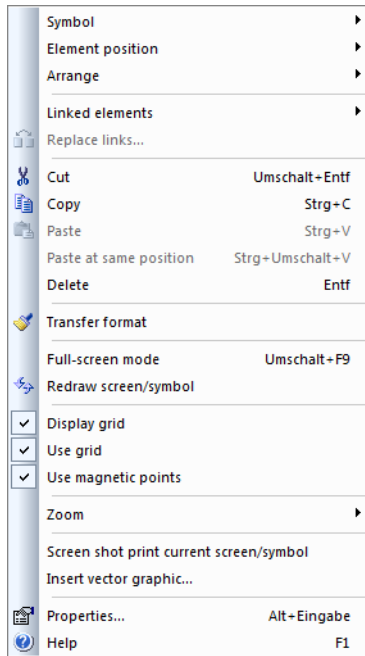 Symbol
Element position
Arrange
Linked elements
Replace links...
Cut Umschalt+Entf
Copy Strg+C
Paste Strg+V
Paste at same position Strg+Umschalt+V
Delete Entf
Transfer format
Full-screen mode Umschalt+F9
Redraw screen/symbol
Display grid
Use grid
Use magnetic points
Zoom
Screen shot print current screen/symbol
Insert vector graphic...
Properties... Alt+Eingabe
Help F1